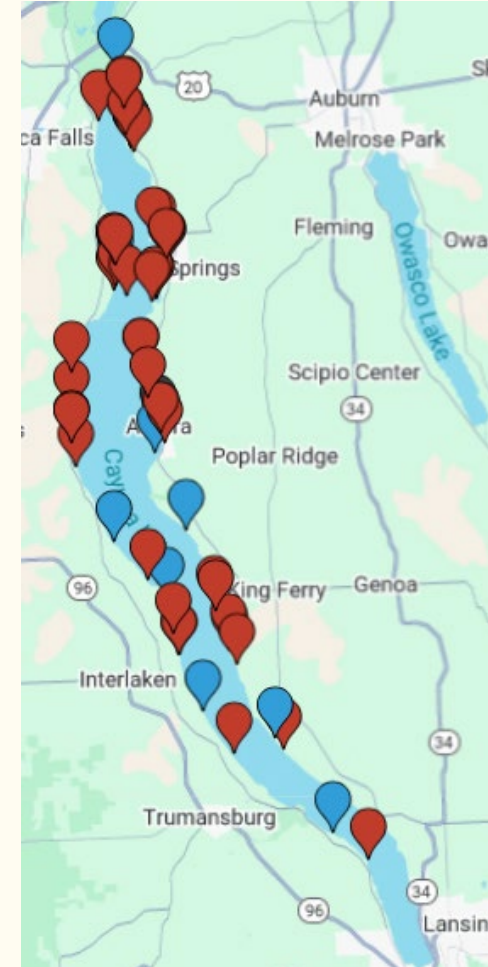 20
Auburn
Melrose Park
ca Falls
Fleming
Owa
Owasco Lake
Springs
Scipio Center
34
Poplar Ridge
96
King Ferry
Genoa
Interlaken
34
Trumansburg
34
96
Lansin